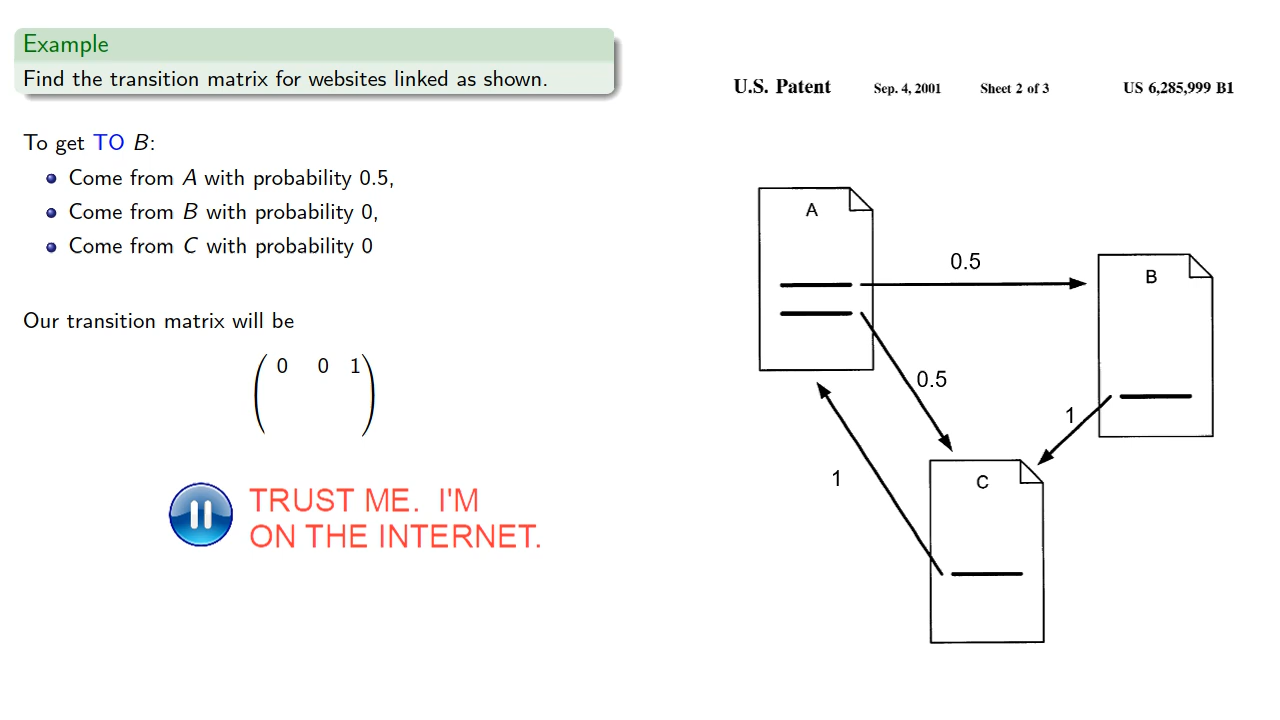 Example
Find the transition matrix for websites linked as shown.
To get TO B:
Come from A with probability 0.5,
Come from B with probability 0,
Come from C with probability 0
Our transition matrix will be
0 0 1
TRUST ME. I'M
ON THE INTERNET.
U.S. Patent Sep. 4, 2001 Sheet 2 of 3 US 6,285,999 B1
A
0.5
B
0.5
1
1
C